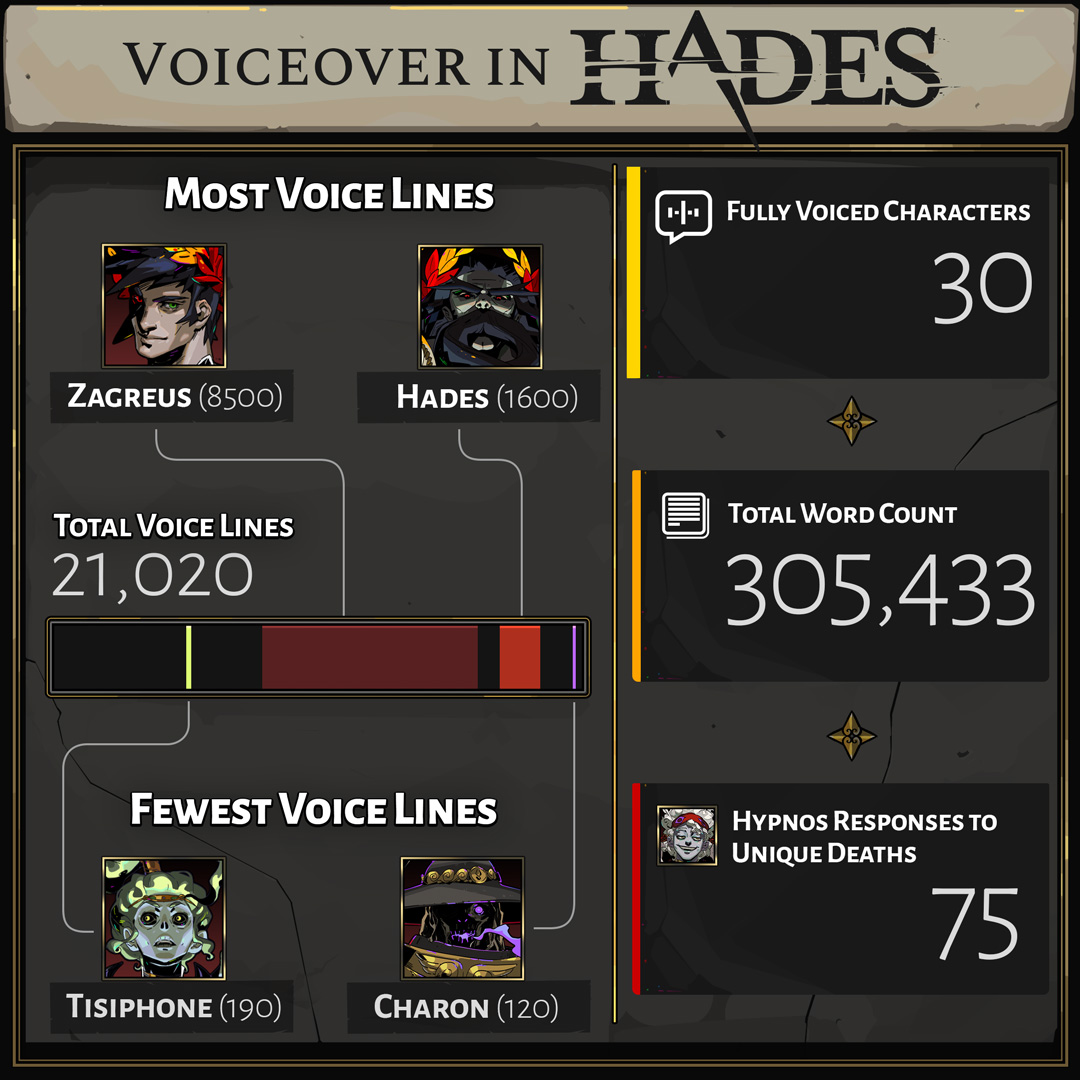 VOICEOVER IN HADES
MOST VOICE LINES
ZAGREUS (8500)
HADES (1600)
TOTAL VOICE LINES
21,020
FEWEST VOICE LINES
TISIPHONE (190)
CHARON (120)
FULLY VOICED CHARACTERS
30
TOTAL WORD COUNT
305,433
HYPNOS RESPONSES TO
UNIQUE DEATHS
75